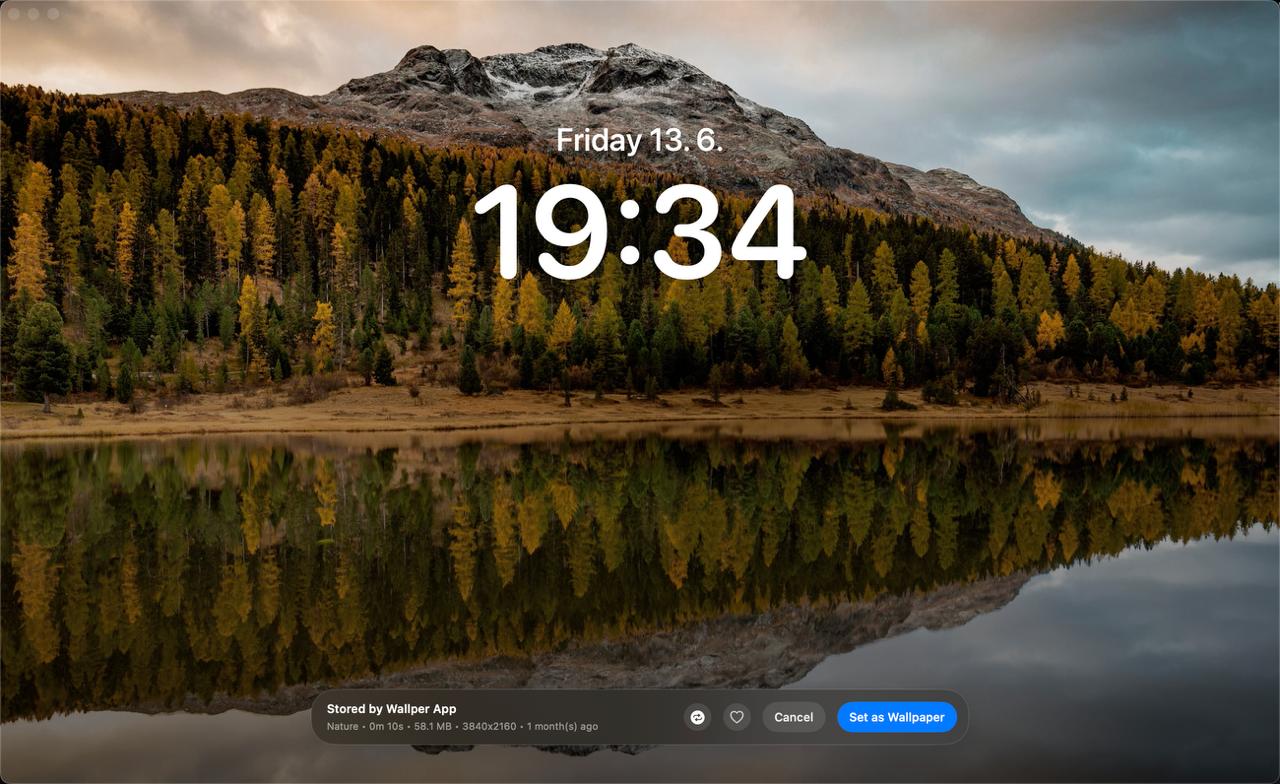 Friday 13. 6.
19:34
Stored by Wallper App
Nature • 0m 10s • 58.1 MB • 3840x2160 • 1 month(s) ago
Cancel
Set as Wallpaper